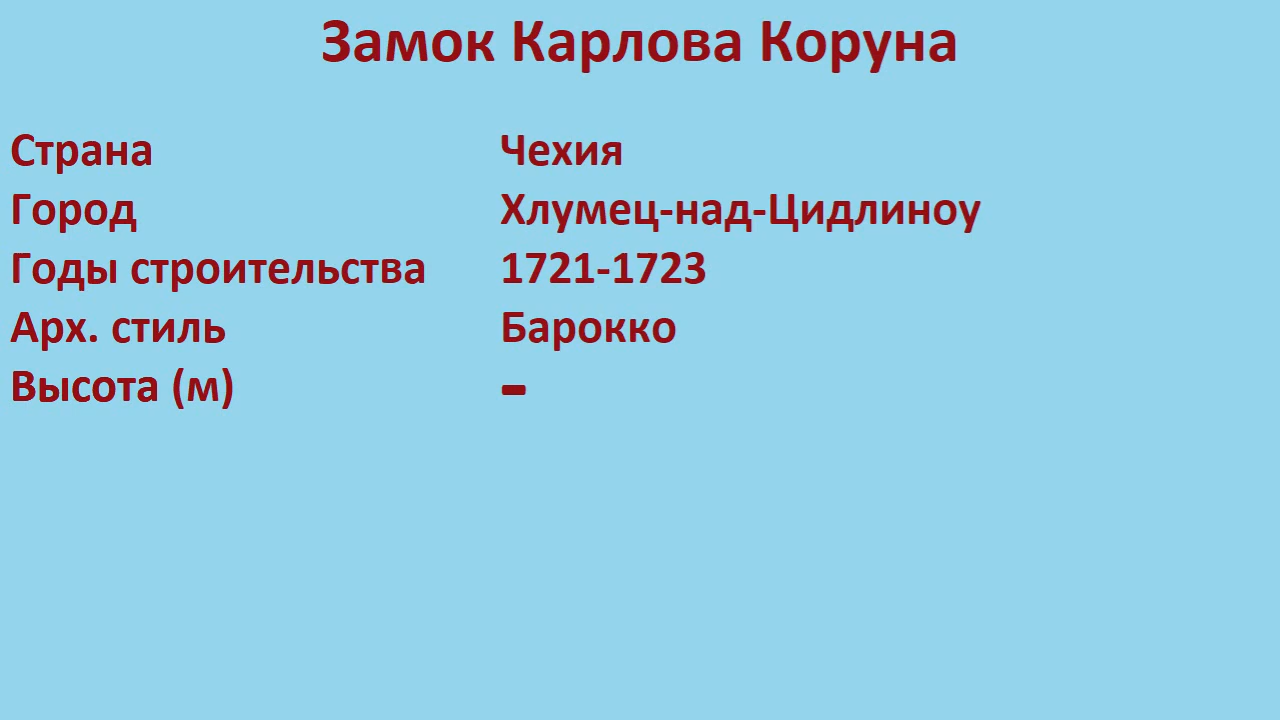 Замок Карлова Коруна
Страна Чехия
Город Хлумец-над-Цидлиноу
Годы строительства 1721-1723
Арх. стиль Барокко
Высота (м) -